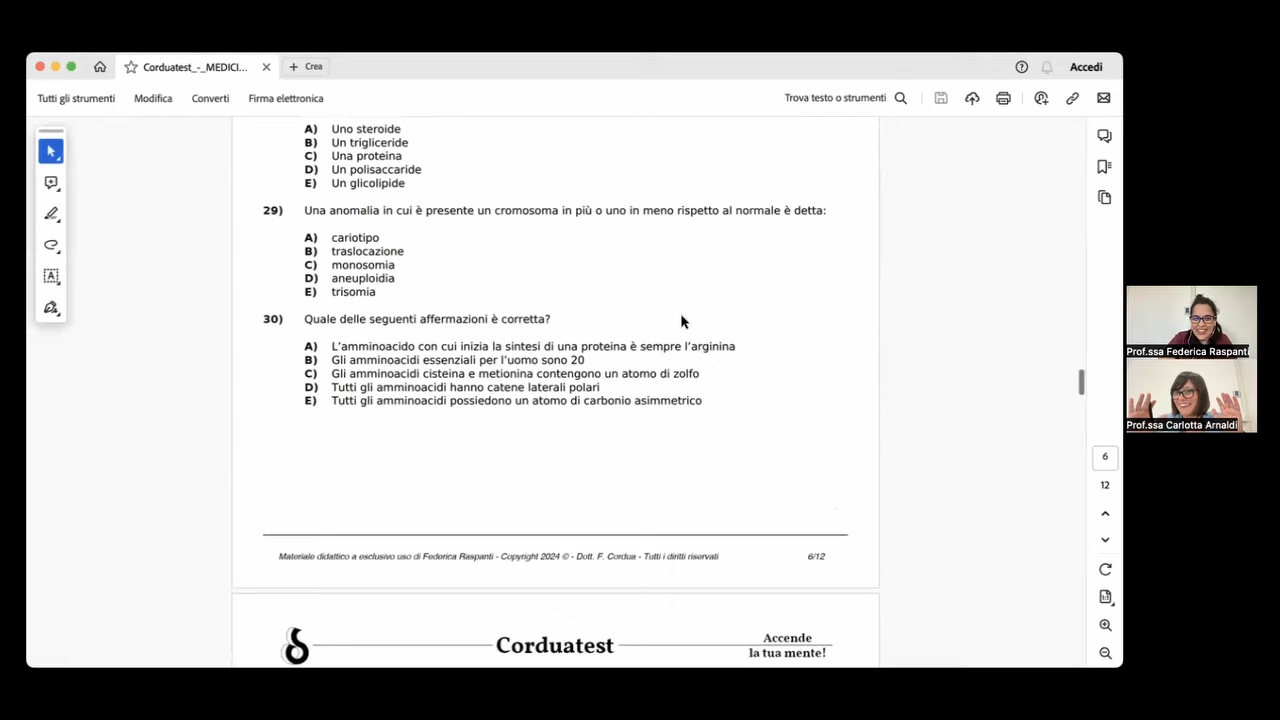 Corduatest_-_MEDICI...
Crea
Accedi
Tutti gli strumenti
Modifica
Converti
Firma elettronica
Trova testo o strumenti
A) Uno steroide
B) Un trigliceride
C) Una proteina
D) Un polisaccaride
E) Un glicolipide
29) Una anomalia in cui è presente un cromosoma in più o uno in meno rispetto al normale è detta:
A) cariotipo
B) traslocazione
C) monosomia
D) aneuploidia
E) trisomia
30) Quale delle seguenti affermazioni è corretta?
A) L'amminoacido con cui inizia la sintesi di una proteina è sempre l'arginina
B) Gli amminoacidi essenziali per l'uomo sono 20
C) Gli amminoacidi cisteina e metionina contengono un atomo di zolfo
D) Tutti gli amminoacidi hanno catene laterali polari
E) Tutti gli amminoacidi possiedono un atomo di carbonio asimmetrico
Materiale didattico a esclusivo uso di Federica Raspanti - Copyright 2024 © - Dott. F. Cordua - Tutti i diritti riservati
6/12
Corduatest
Accende
la tua mente!
6
12
Prof.ssa Federica Raspanti
Prof.ssa Carlotta Arnaldi